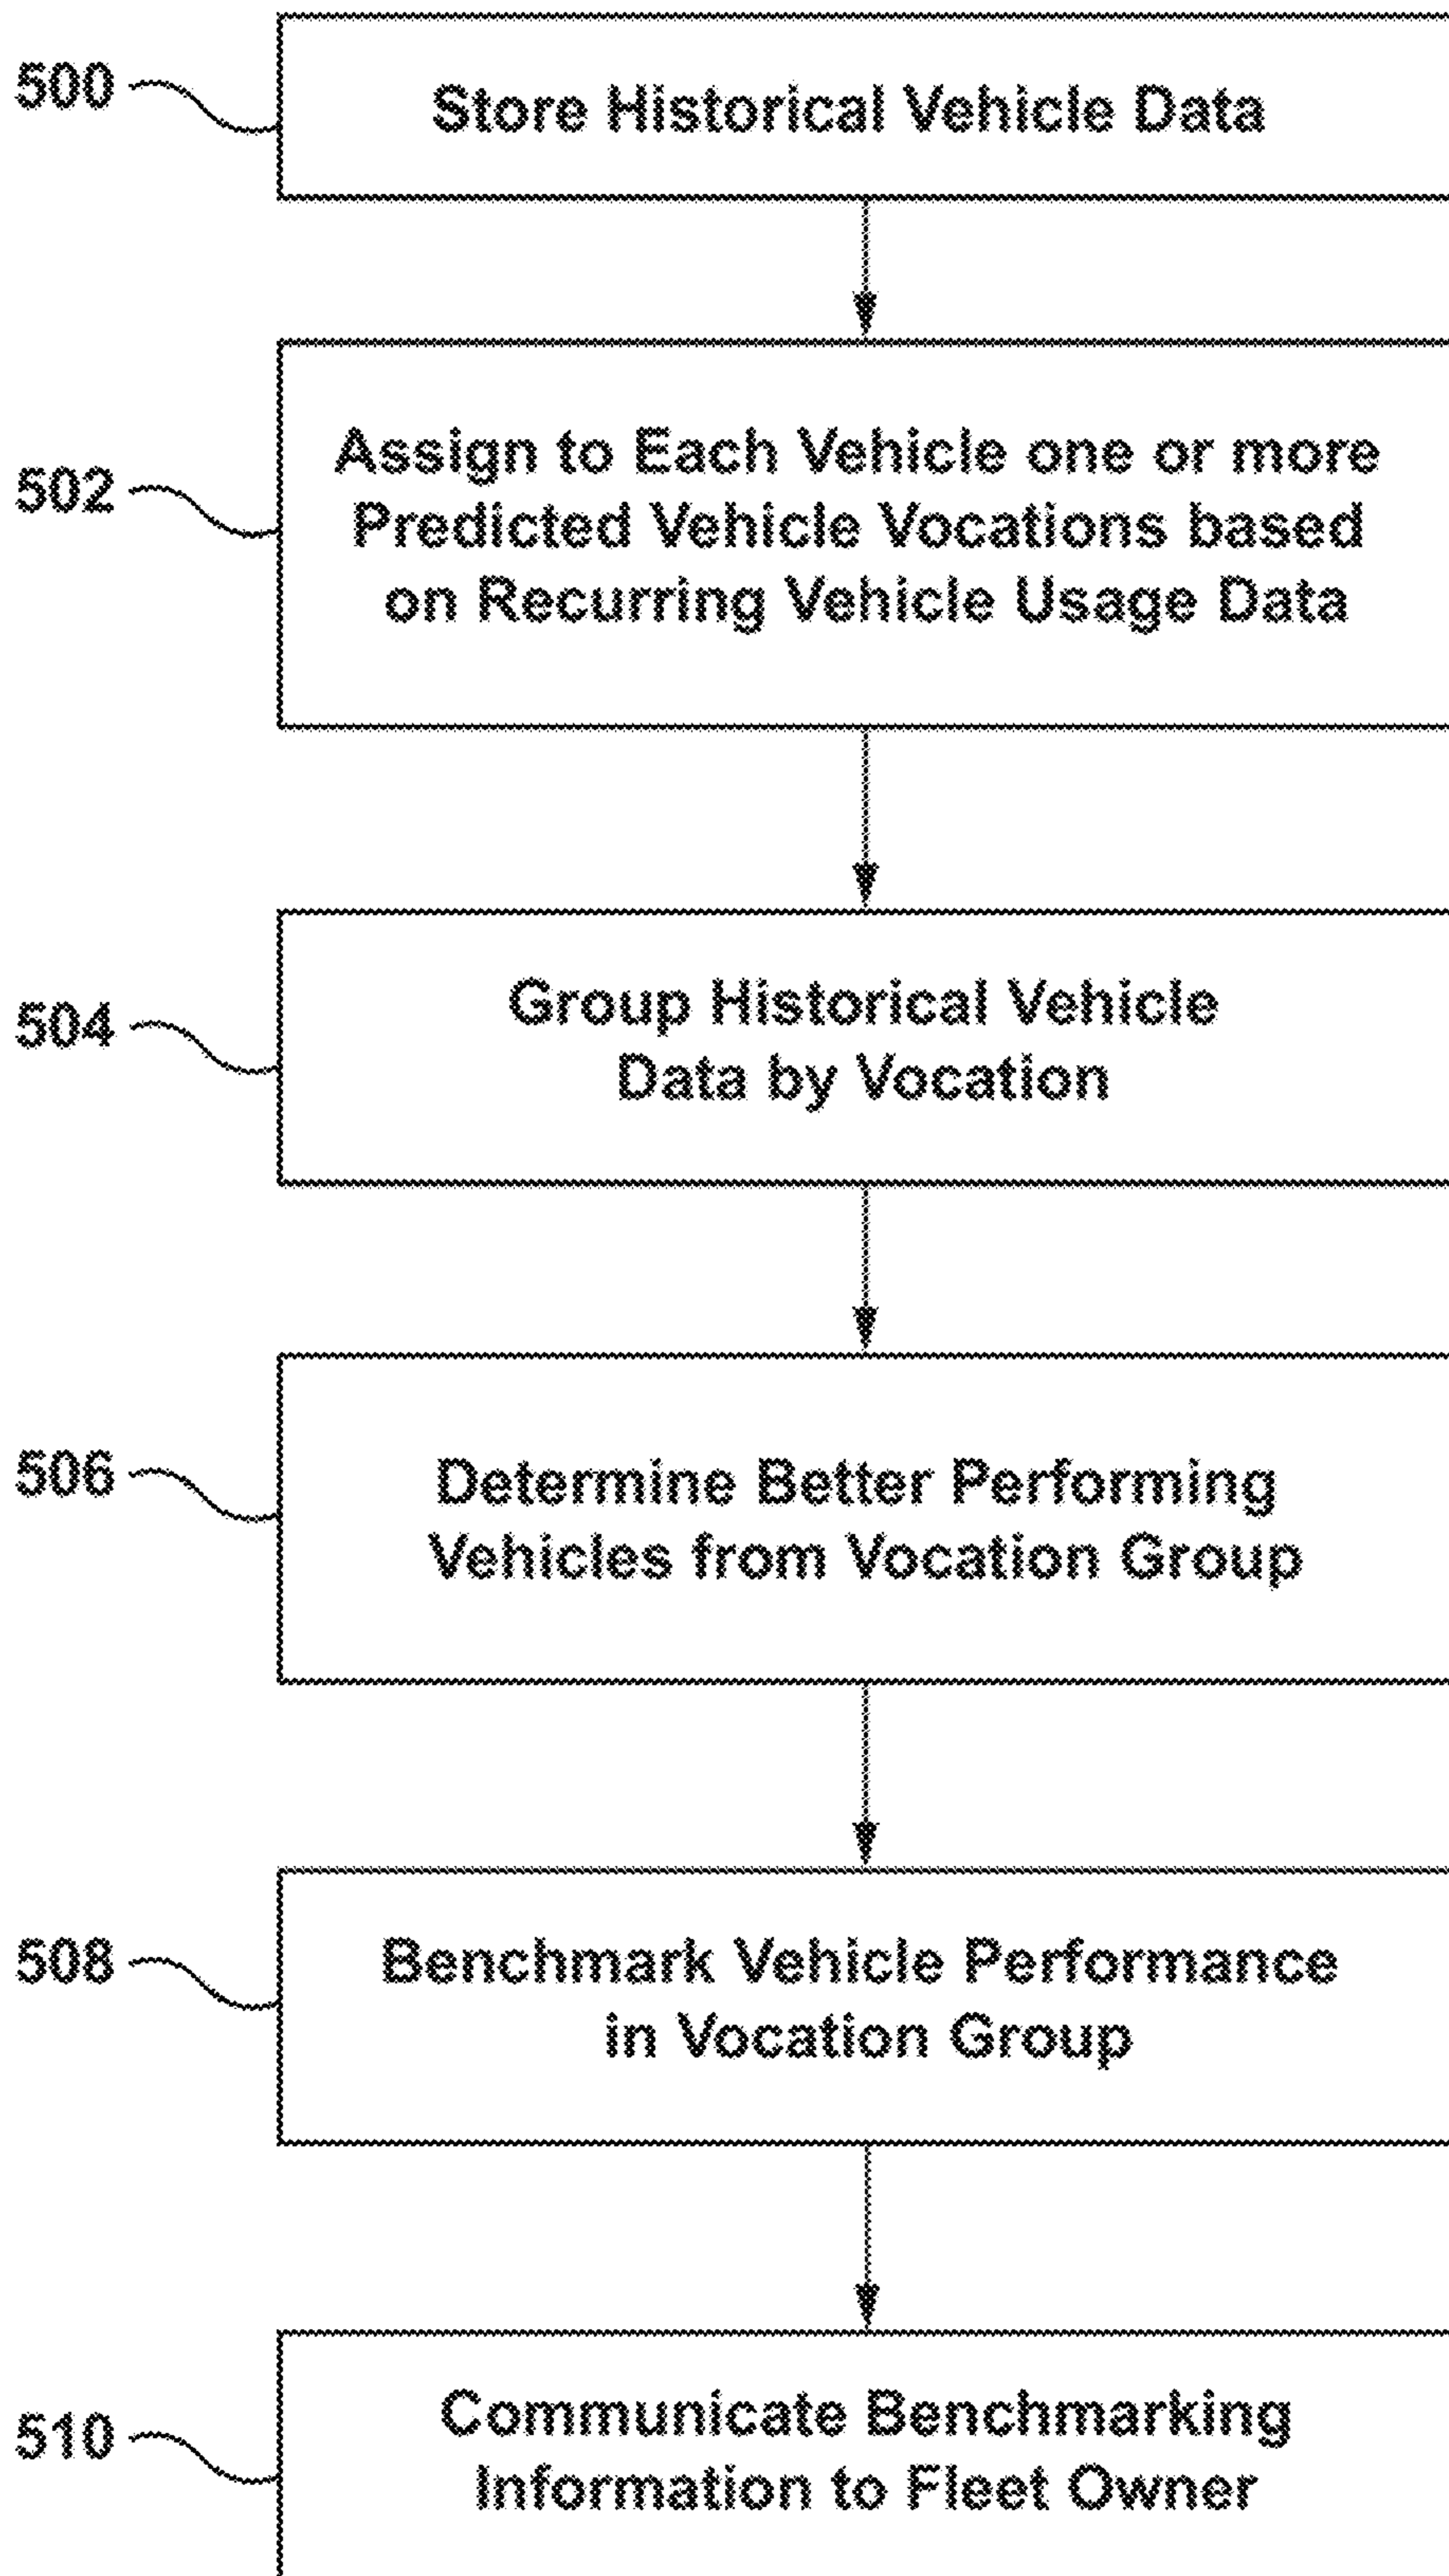 500
Store Historical Vehicle Data
502
Assign to Each Vehicle one or more
Predicted Vehicle Vocations based
on Recurring Vehicle Usage Data
504
Group Historical Vehicle
Data by Vocation
506
Determine Better Performing
Vehicles from Vocation Group
508
Benchmark Vehicle Performance
in Vocation Group
510
Communicate Benchmarking
Information to Fleet Owner